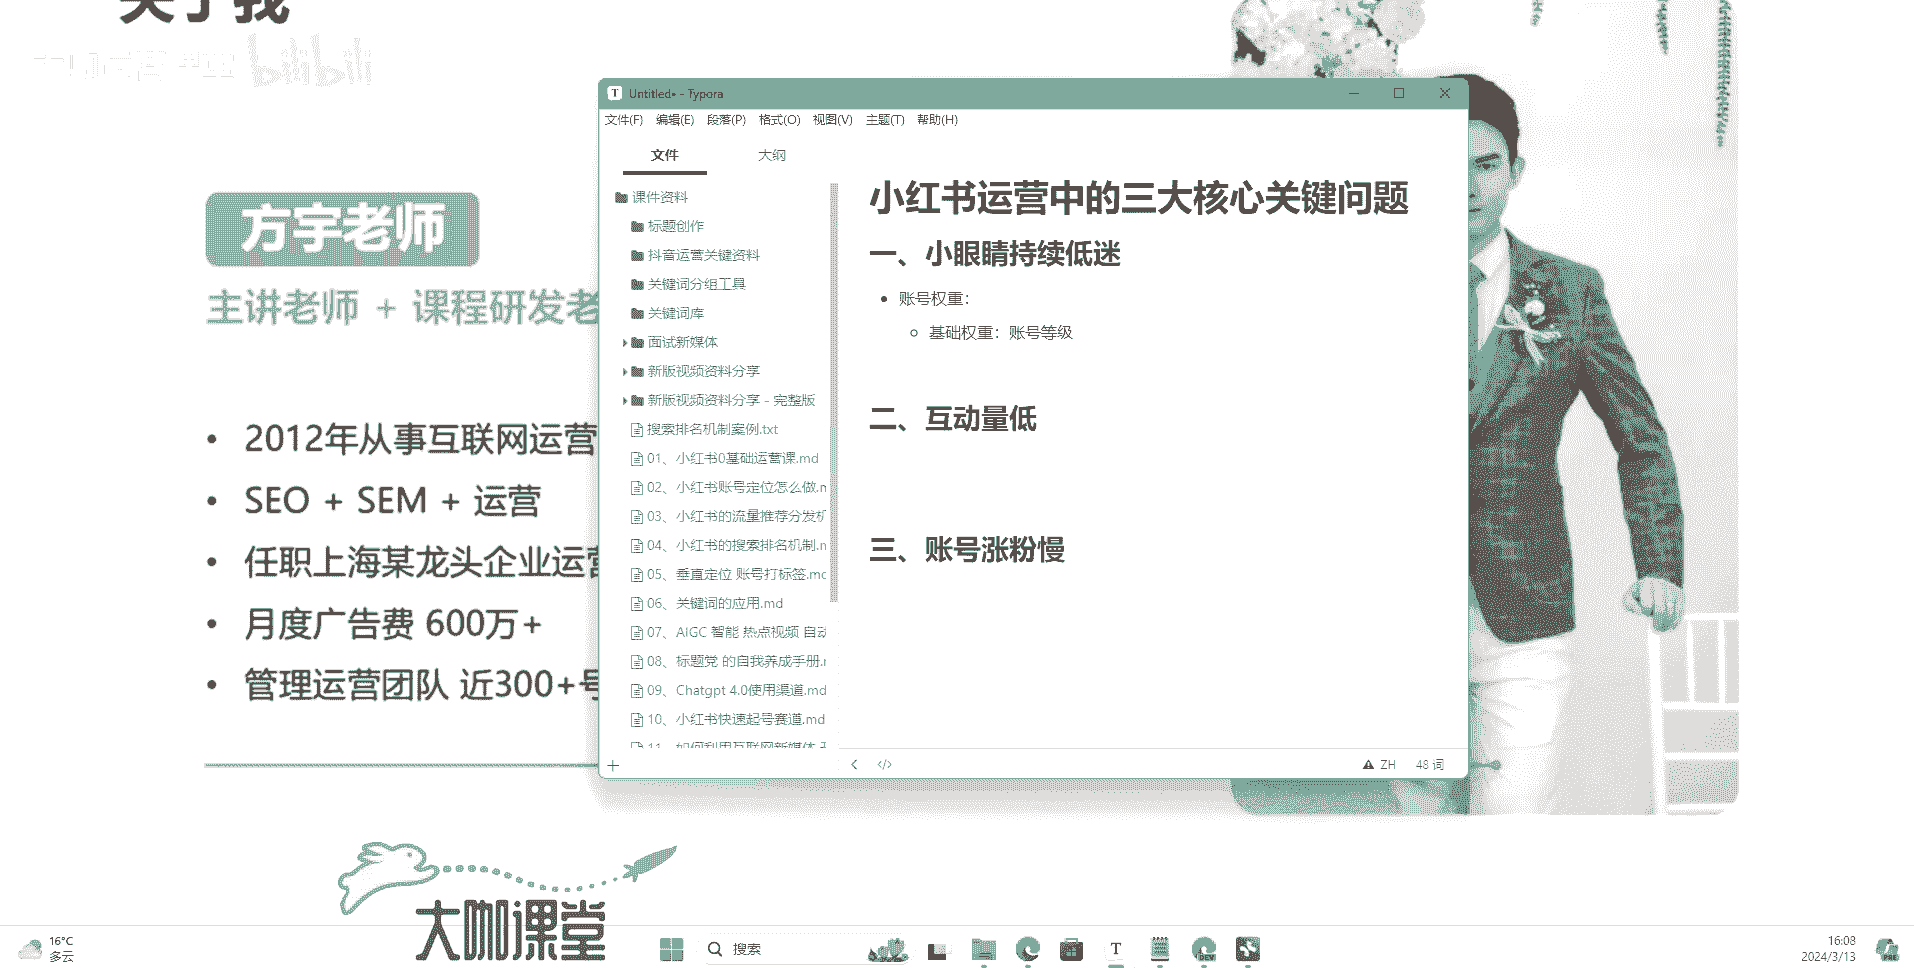 关于我
bilibili
方宇老师
主讲老师 + 课程研发老
2012年从事互联网运营
SEO + SEM + 运营
任职上海某龙头企业运营
月度广告费 600万+
管理运营团队 近300+号
大咖课堂
Untitled• - Typora
文件(F) 编辑(E) 段落(P) 格式(O) 视图(V) 主题(T) 帮助(H)
文件 大纲
课件资料
标题创作
抖音运营关键资料
关键词分组工具
关键词库
面试新媒体
新版视频资料分享
新版视频资料分享 - 完整版
搜索排名机制案例.txt
01、小红书0基础运营课.md
02、小红书账号定位怎么做.m
03、小红书的流量推荐分发机
04、小红书的搜索排名机制.m
05、垂直定位 账号打标签.md
06、关键词的应用.md
07、AIGC 智能 热点视频 自动
08、标题党 的自我养成手册.m
09、Chatgpt 4.0使用渠道.md
10、小红书快速起号赛道.md
11、如何利用互联网新媒体
小红书运营中的三大核心关键问题
一、小眼睛持续低迷
账号权重：
基础权重：账号等级
二、互动量低
三、账号涨粉慢
ZH 48 词
16°C
多云
搜索
T
DEV
16:08
2024/3/13
PRE